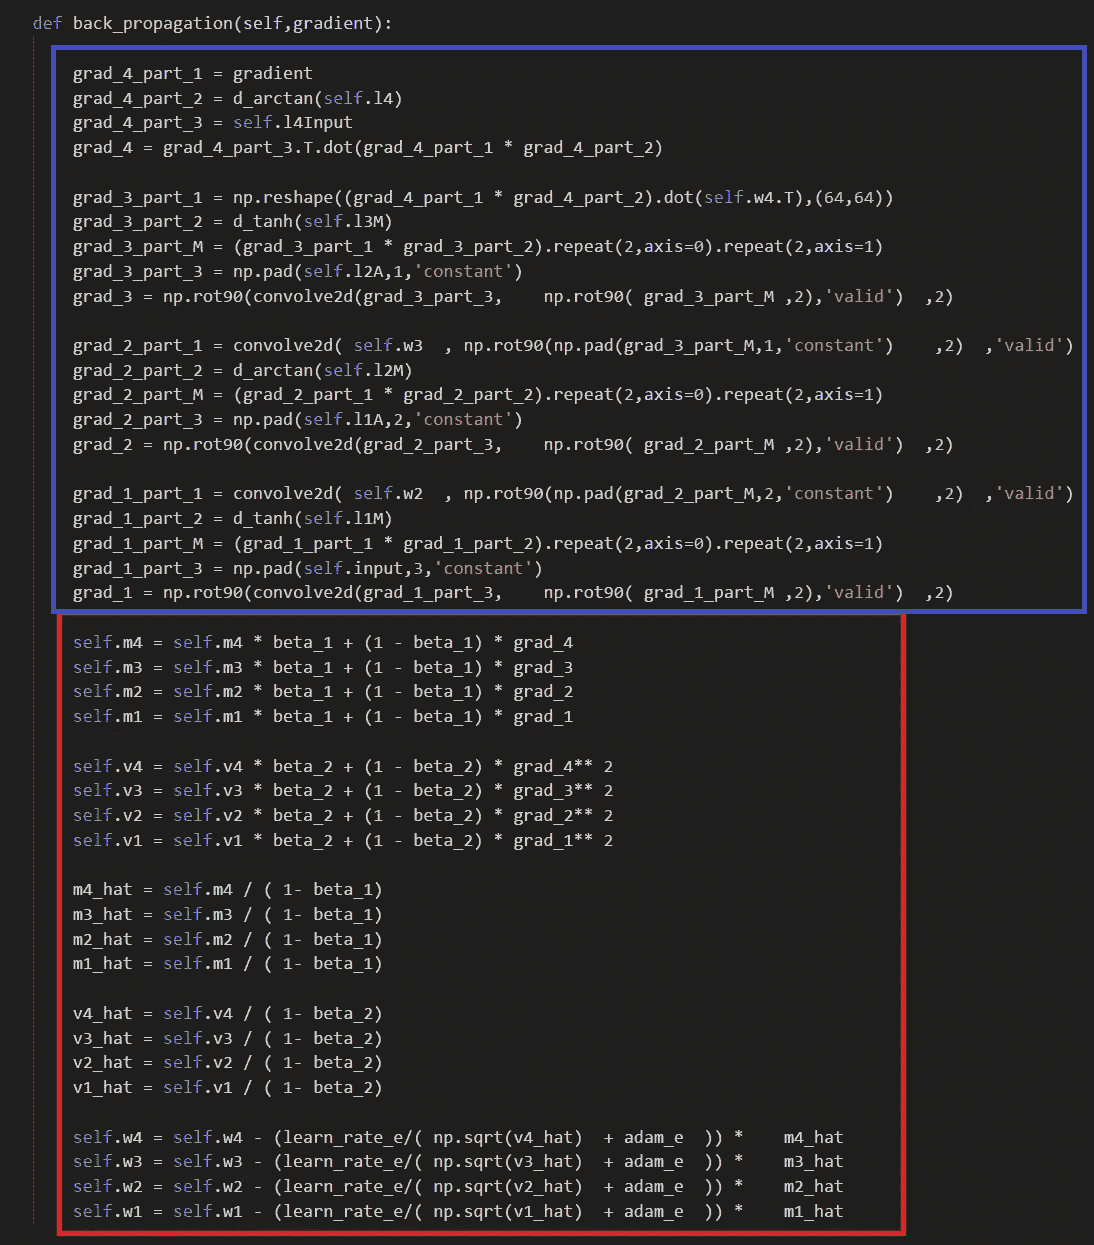 def back_propagation(self,gradient):
grad_4_part_1 = gradient
grad_4_part_2 = d_arctan(self.l4)
grad_4_part_3 = self.l4Input
grad_4 = grad_4_part_3.T.dot(grad_4_part_1 * grad_4_part_2)
grad_3_part_1 = np.reshape((grad_4_part_1 * grad_4_part_2).dot(self.w4.T),(64,64))
grad_3_part_2 = d_tanh(self.l3M)
grad_3_part_M = (grad_3_part_1 * grad_3_part_2).repeat(2,axis=0).repeat(2,axis=1)
grad_3_part_3 = np.pad(self.l2A,1,'constant')
grad_3 = np.rot90(convolve2d(grad_3_part_3,    np.rot90( grad_3_part_M ,2),'valid')  ,2)
grad_2_part_1 = convolve2d( self.w3  , np.rot90(np.pad(grad_3_part_M,1,'constant')    ,2)  ,'valid')
grad_2_part_2 = d_arctan(self.l2M)
grad_2_part_M = (grad_2_part_1 * grad_2_part_2).repeat(2,axis=0).repeat(2,axis=1)
grad_2_part_3 = np.pad(self.l1A,2,'constant')
grad_2 = np.rot90(convolve2d(grad_2_part_3,    np.rot90( grad_2_part_M ,2),'valid')  ,2)
grad_1_part_1 = convolve2d( self.w2  , np.rot90(np.pad(grad_2_part_M,2,'constant')    ,2)  ,'valid')
grad_1_part_2 = d_tanh(self.l1M)
grad_1_part_M = (grad_1_part_1 * grad_1_part_2).repeat(2,axis=0).repeat(2,axis=1)
grad_1_part_3 = np.pad(self.input,3,'constant')
grad_1 = np.rot90(convolve2d(grad_1_part_3,    np.rot90( grad_1_part_M ,2),'valid')  ,2)
self.m4 = self.m4 * beta_1 + (1 - beta_1) * grad_4
self.m3 = self.m3 * beta_1 + (1 - beta_1) * grad_3
self.m2 = self.m2 * beta_1 + (1 - beta_1) * grad_2
self.m1 = self.m1 * beta_1 + (1 - beta_1) * grad_1
self.v4 = self.v4 * beta_2 + (1 - beta_2) * grad_4** 2
self.v3 = self.v3 * beta_2 + (1 - beta_2) * grad_3** 2
self.v2 = self.v2 * beta_2 + (1 - beta_2) * grad_2** 2
self.v1 = self.v1 * beta_2 + (1 - beta_2) * grad_1** 2
m4_hat = self.m4 / ( 1- beta_1)
m3_hat = self.m3 / ( 1- beta_1)
m2_hat = self.m2 / ( 1- beta_1)
m1_hat = self.m1 / ( 1- beta_1)
v4_hat = self.v4 / ( 1- beta_2)
v3_hat = self.v3 / ( 1- beta_2)
v2_hat = self.v2 / ( 1- beta_2)
v1_hat = self.v1 / ( 1- beta_2)
self.w4 = self.w4 - (learn_rate_e/( np.sqrt(v4_hat)  + adam_e  )) *    m4_hat
self.w3 = self.w3 - (learn_rate_e/( np.sqrt(v3_hat)  + adam_e  )) *    m3_hat
self.w2 = self.w2 - (learn_rate_e/( np.sqrt(v2_hat)  + adam_e  )) *    m2_hat
self.w1 = self.w1 - (learn_rate_e/( np.sqrt(v1_hat)  + adam_e  )) *    m1_hat